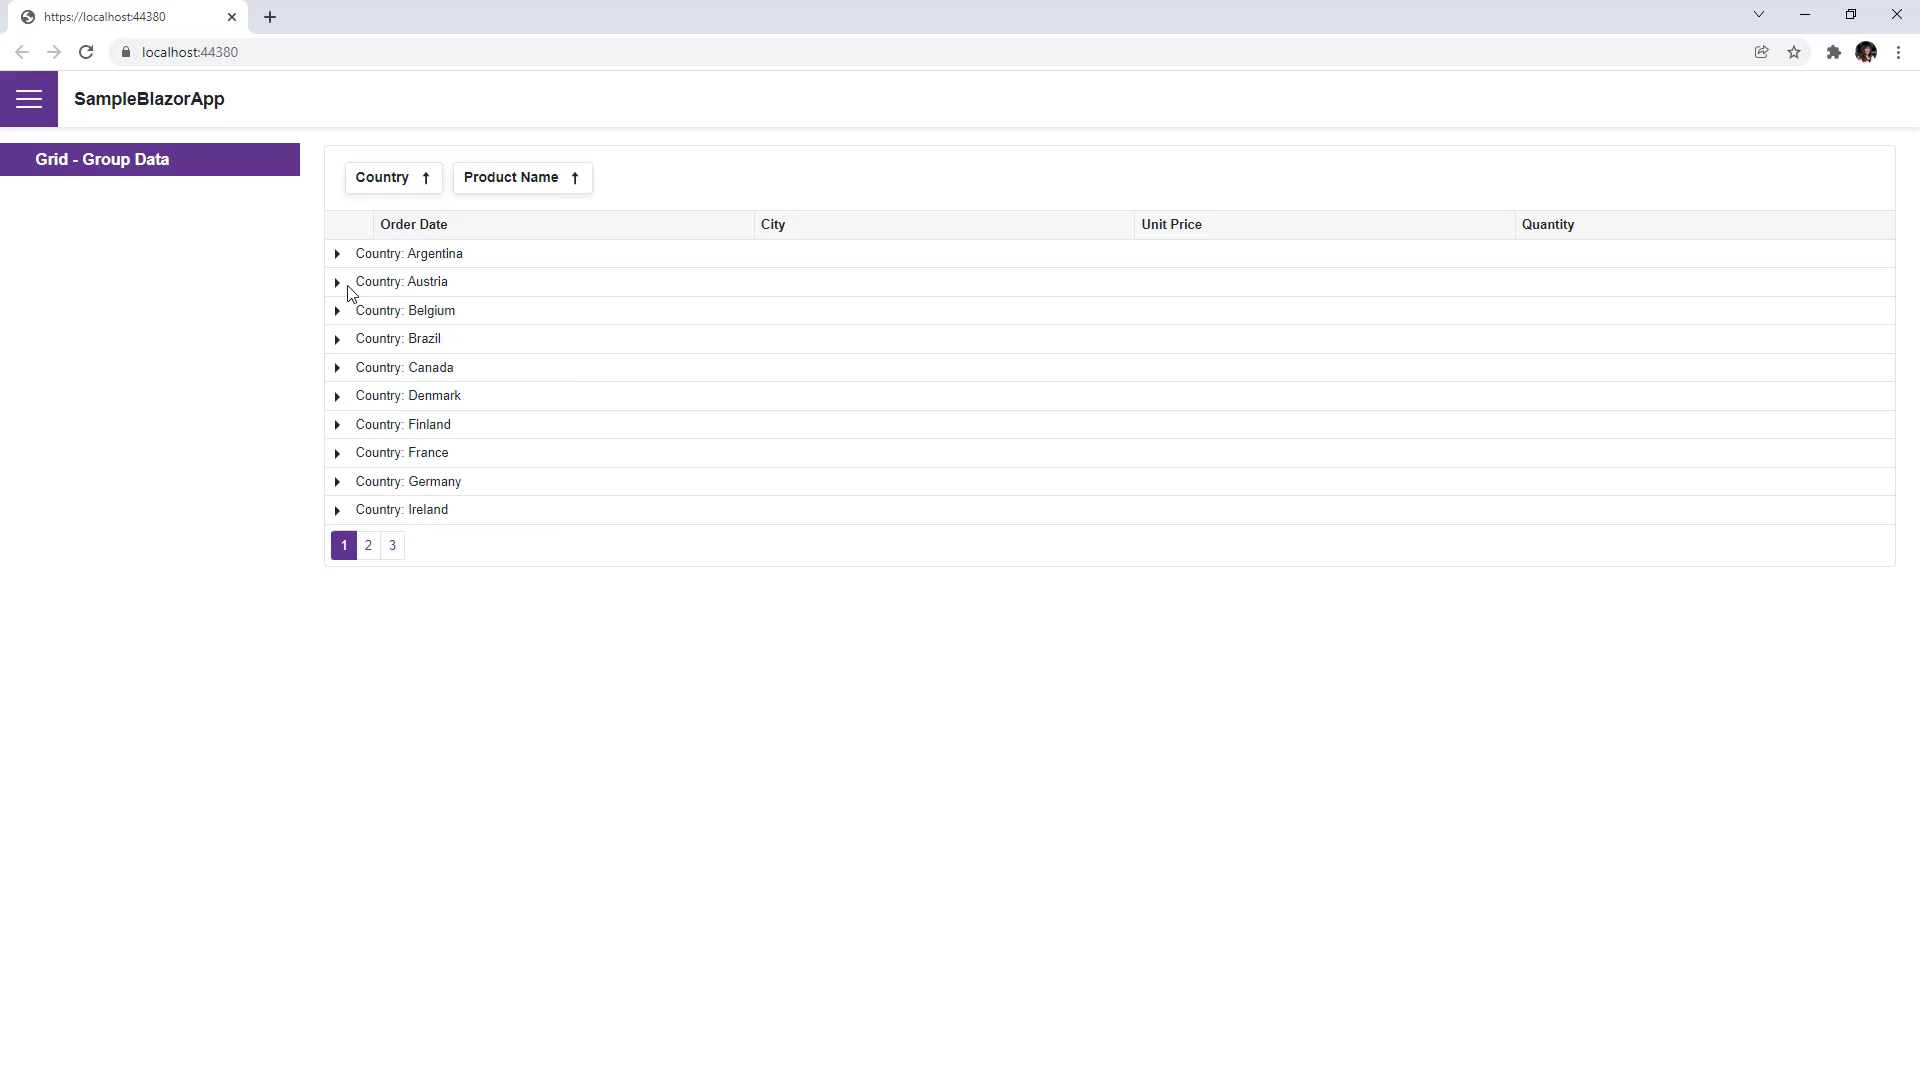 https://localhost:44380
localhost:44380
SampleBlazorApp
Grid - Group Data
Country Product Name
Order Date City Unit Price Quantity
Country: Argentina
Country: Austria
Country: Belgium
Country: Brazil
Country: Canada
Country: Denmark
Country: Finland
Country: France
Country: Germany
Country: Ireland
1 2 3